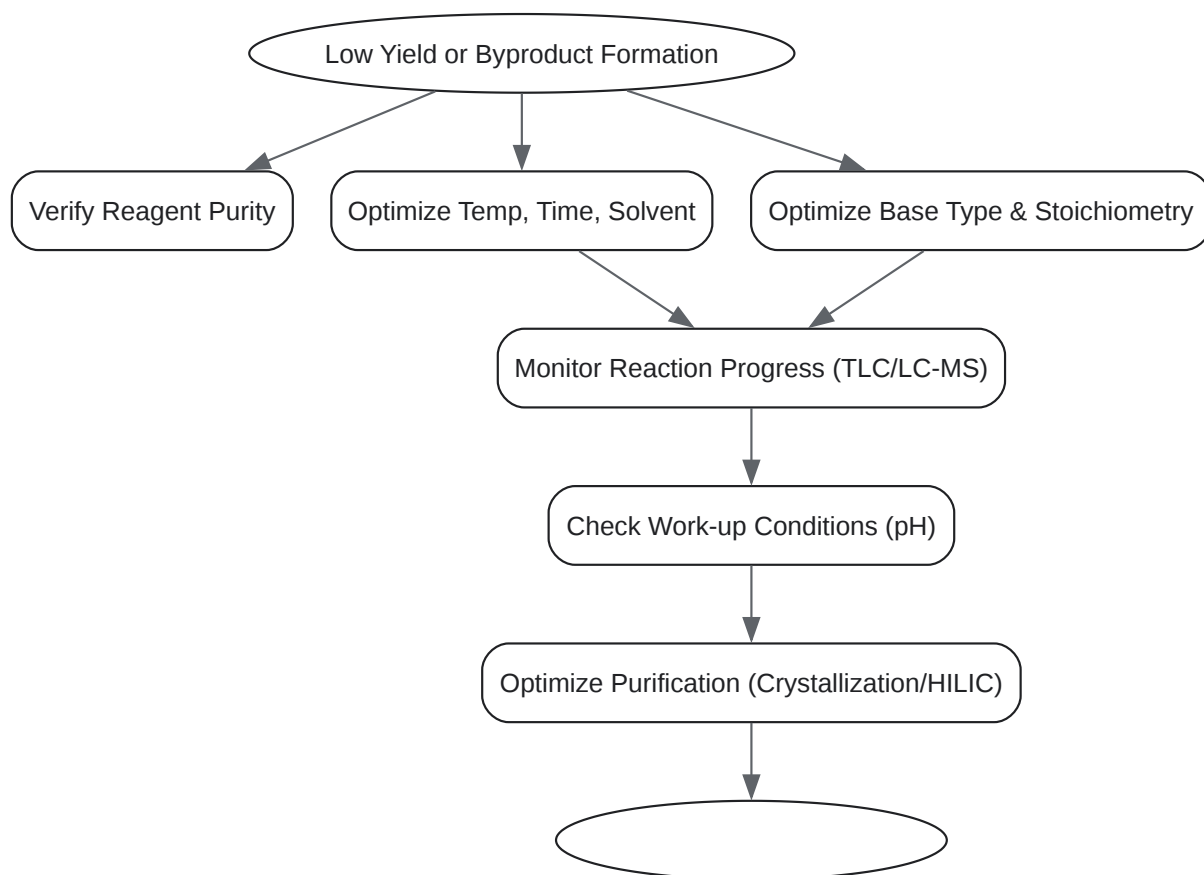 Low Yield or Byproduct Formation
Verify Reagent Purity
Optimize Temp, Time, Solvent
Optimize Base Type & Stoichiometry
Monitor Reaction Progress (TLC/LC-MS)
Check Work-up Conditions (pH)
Optimize Purification (Crystallization/HILIC)